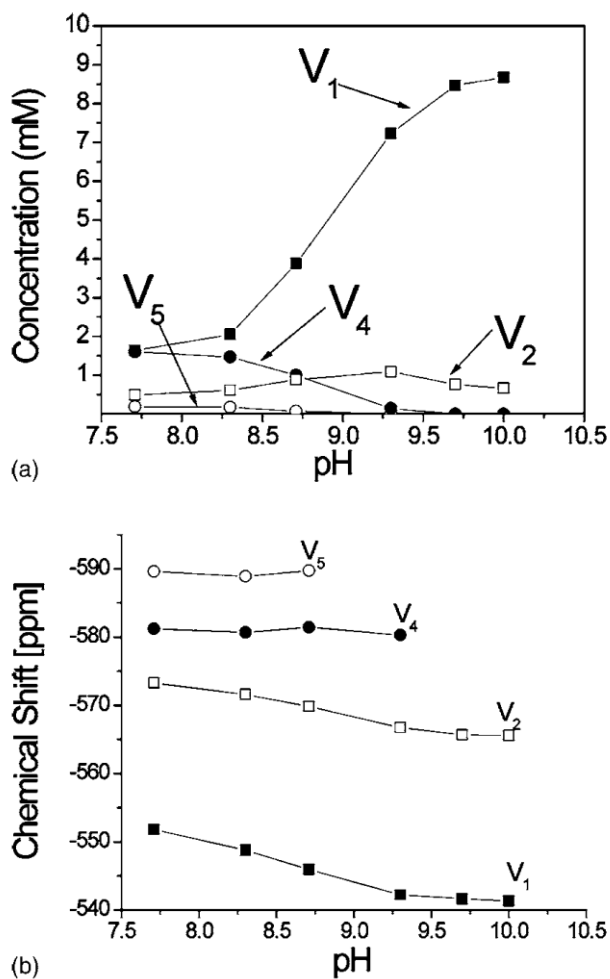 10
9
8
7
6
5
4
3
2
1
Concentration (mM)
V₁
V₅
V₄
V₂
7.5 8.0 8.5 9.0 9.5 10.0 10.5
pH
(a)
-590
-580
-570
-560
-550
-540
Chemical Shift [ppm]
V₅
V₄
V₂
V₁
7.5 8.0 8.5 9.0 9.5 10.0 10.5
pH
(b)